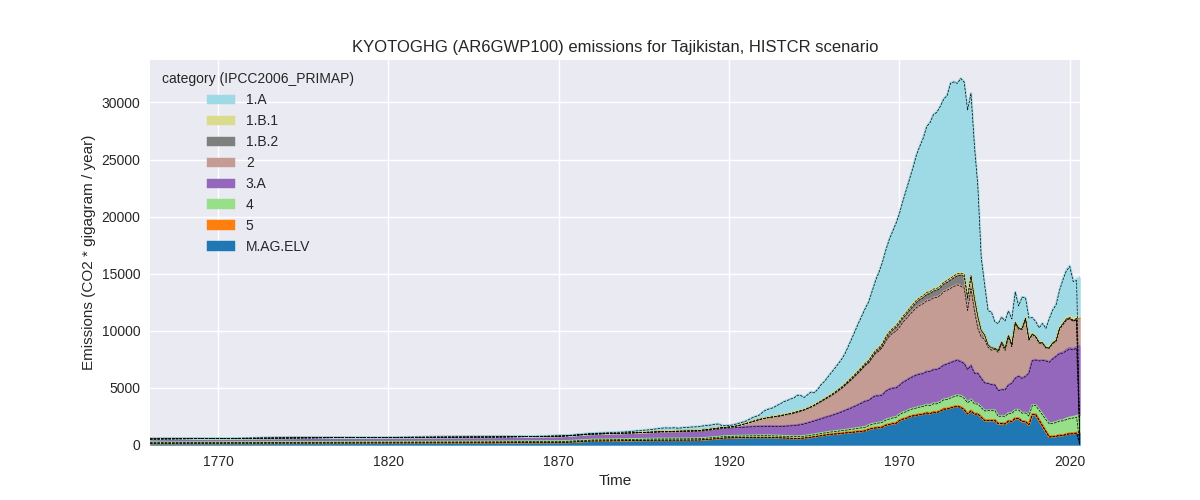 KYOTOGHG (AR6GWP100) emissions for Tajikistan, HISTCR scenario
category (IPCC2006_PRIMAP)
1.A
1.B.1
1.B.2
2
3.A
4
5
M.AG.ELV
Emissions (CO2 * gigagram / year)
30000
25000
20000
15000
10000
5000
0
1770
1820
1870
1920
1970
2020
Time